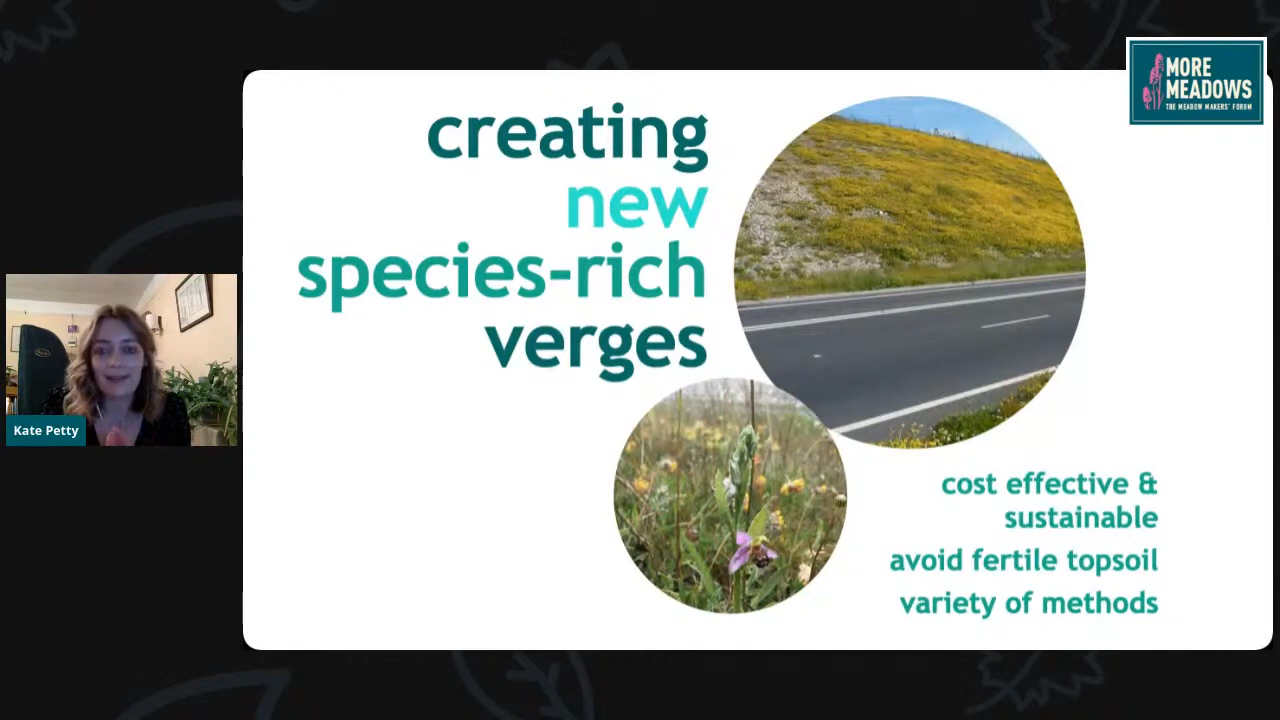 MORE
MEADOWS
THE MEADOW MAKERS' FORUM
creating
new
species-rich
verges
Kate Petty
cost effective &
sustainable
avoid fertile topsoil
variety of methods